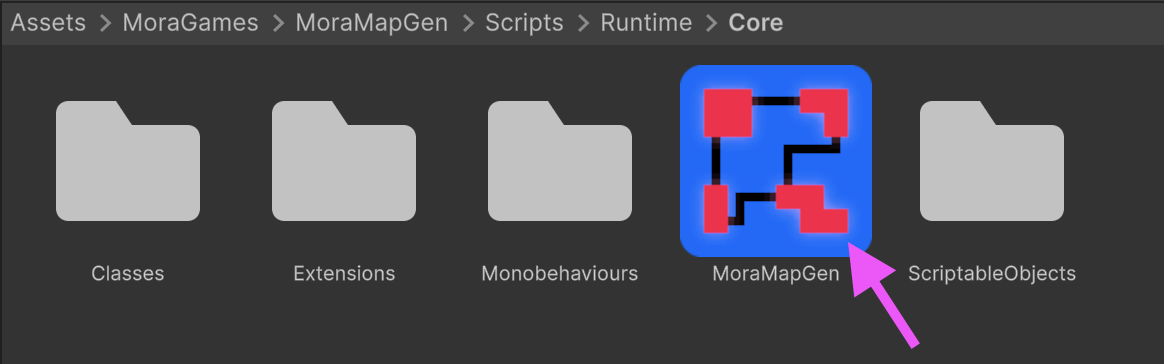 Assets > MoraGames > MoraMapGen > Scripts > Runtime > Core
Classes Extensions Monobehaviours MoraMapGen ScriptableObjects